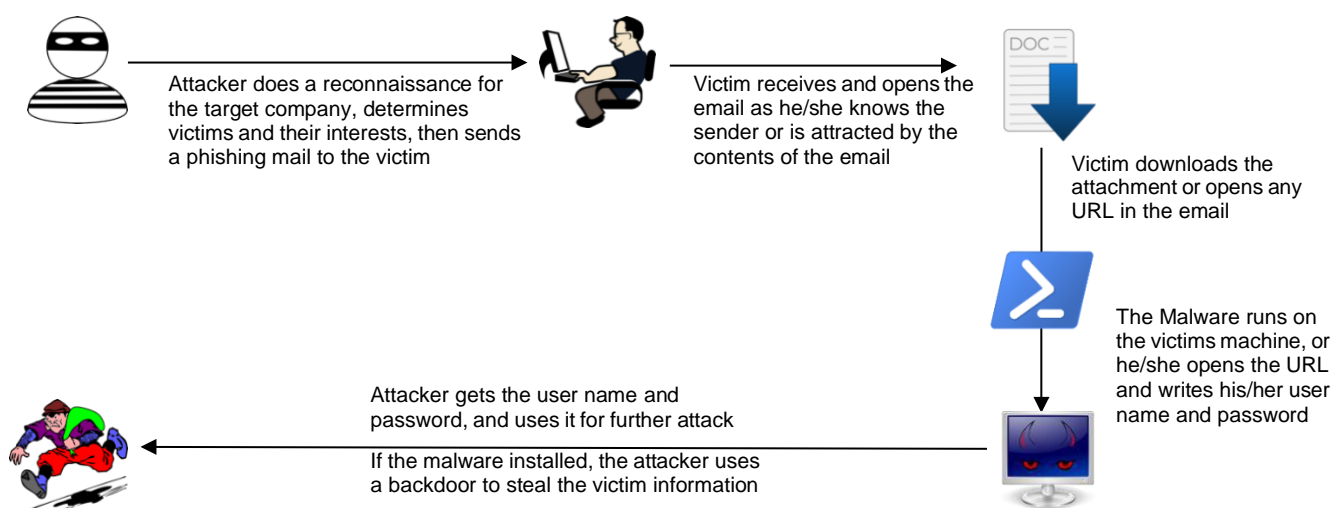 Attacker does a reconnaissance for
the target company, determines
victims and their interests, then sends
a phishing mail to the victim
Victim receives and opens the
email as he/she knows the
sender or is attracted by the
contents of the email
DOC
Victim downloads the
attachment or opens any
URL in the email
The Malware runs on
the victims machine, or
he/she opens the URL
and writes his/her user
name and password
Attacker gets the user name and
password, and uses it for further attack
If the malware installed, the attacker uses
a backdoor to steal the victim information